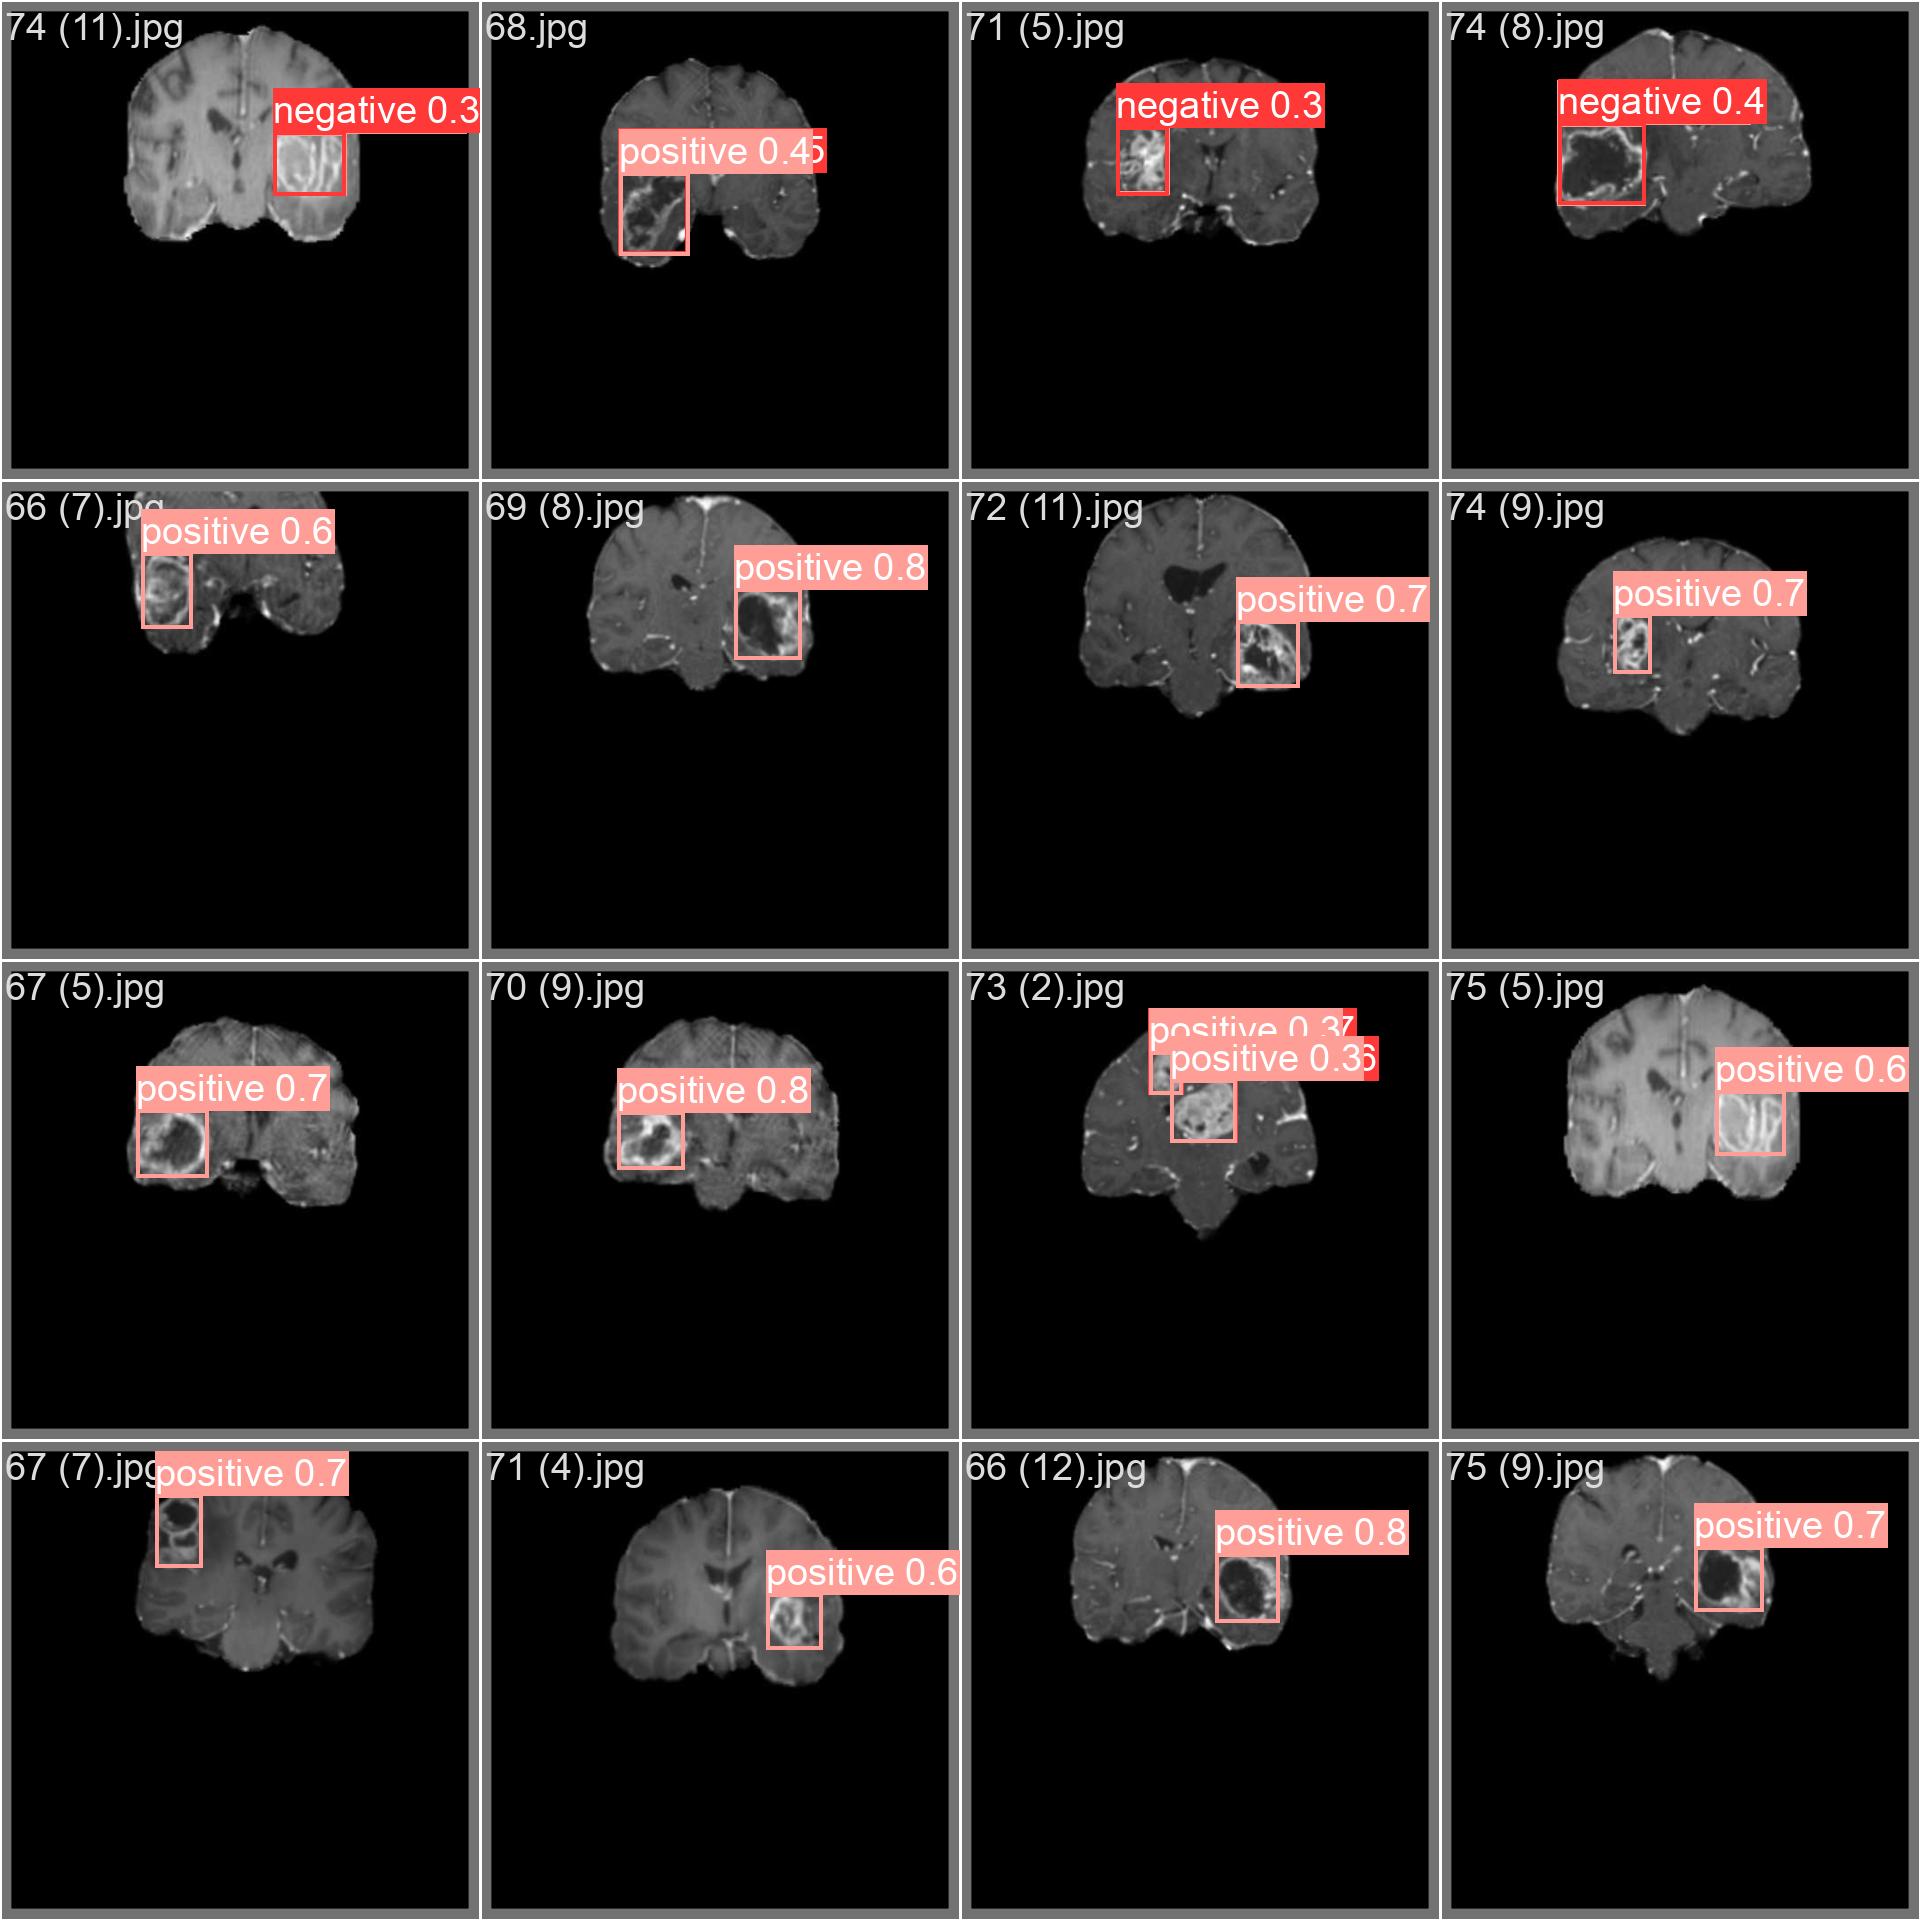 74 (11).jpg
negative 0.3
68.jpg
positive 0.45
71 (5).jpg
negative 0.3
74 (8).jpg
negative 0.4
66 (7).jpg
positive 0.6
69 (8).jpg
positive 0.8
72 (11).jpg
positive 0.7
74 (9).jpg
positive 0.7
67 (5).jpg
positive 0.7
70 (9).jpg
positive 0.8
73 (2).jpg
positive 0.37
positive 0.36
75 (5).jpg
positive 0.6
67 (7).jpg
positive 0.7
71 (4).jpg
positive 0.6
66 (12).jpg
positive 0.8
75 (9).jpg
positive 0.7